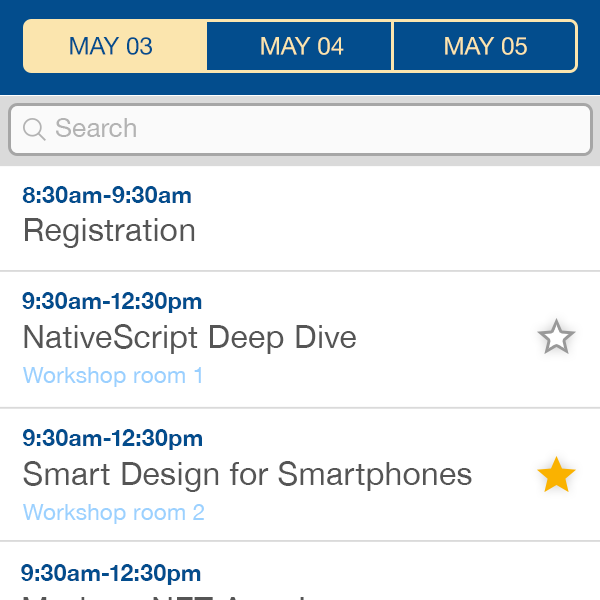 MAY 03 MAY 04 MAY 05
Search
8:30am-9:30am
Registration
9:30am-12:30pm
NativeScript Deep Dive
Workshop room 1
9:30am-12:30pm
Smart Design for Smartphones
Workshop room 2
9:30am-12:30pm